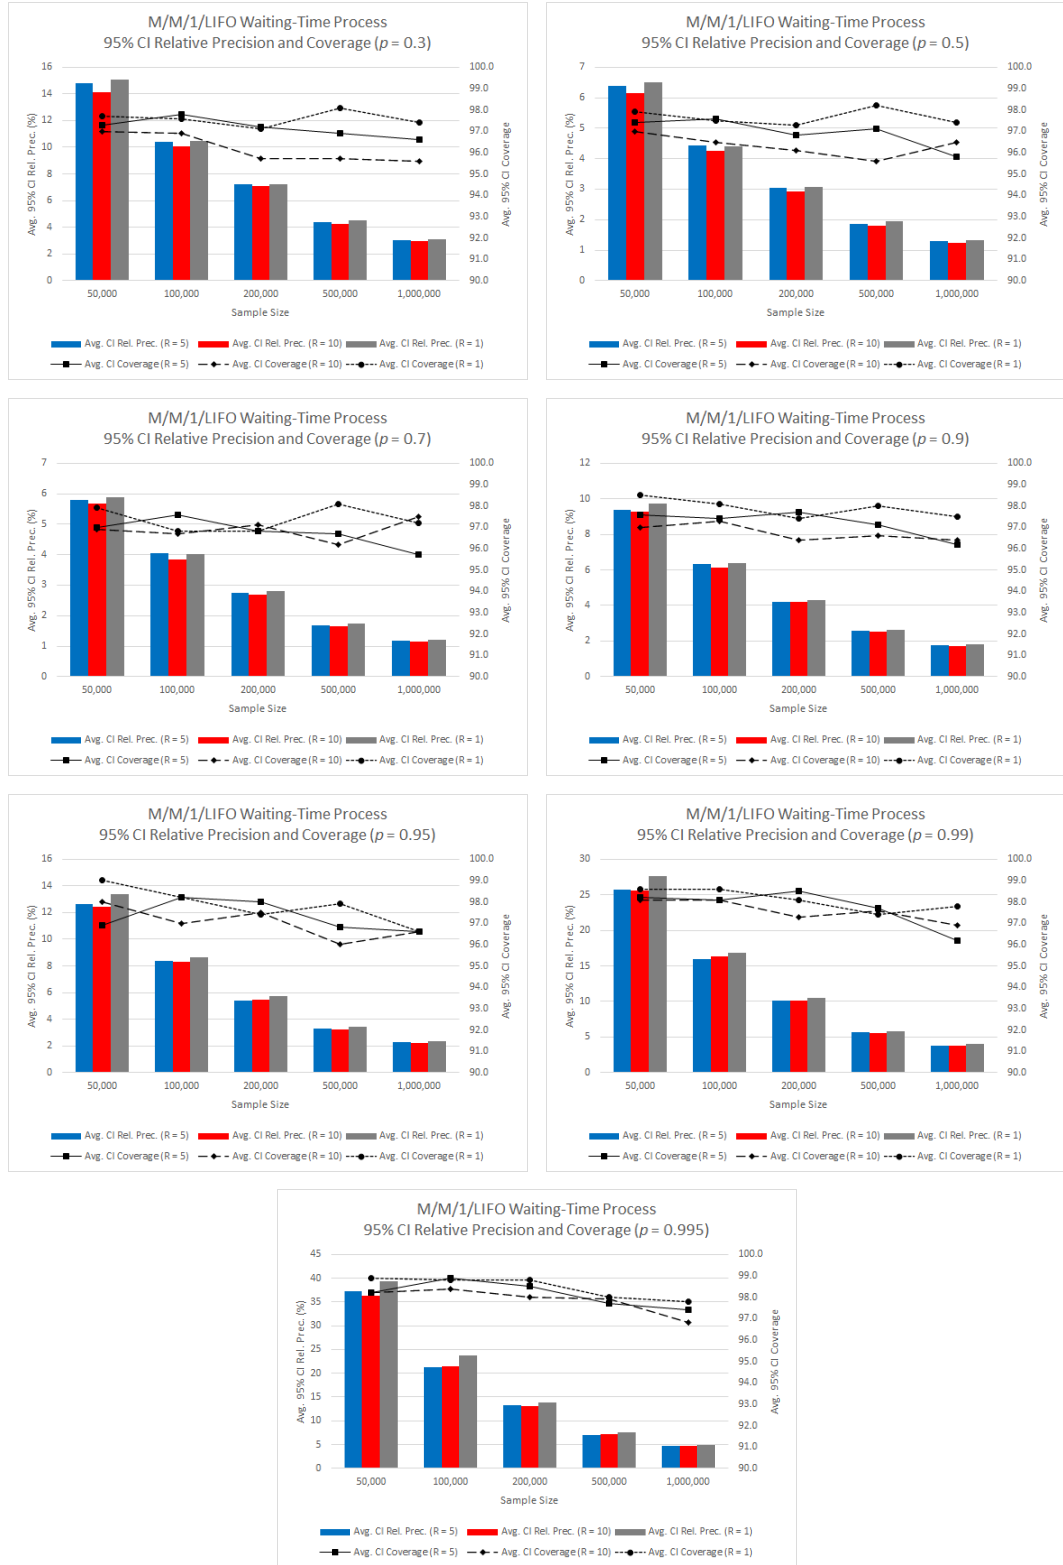 M/M/1/LIFO Waiting-Time Process
95% CI Relative Precision and Coverage (p = 0.3)
Avg. 95% CI Rel. Prec. (%)
16
14
12
10
8
6
4
2
0
100.0
99.0
98.0
97.0
96.0
95.0
94.0
93.0
92.0
91.0
90.0
Avg. 95% CI Coverage
50,000 100,000 200,000 500,000 1,000,000
Sample Size
Avg. CI Rel. Prec. (R = 5) Avg. CI Rel. Prec. (R = 10) Avg. CI Rel. Prec. (R = 1)
Avg. CI Coverage (R = 5) Avg. CI Coverage (R = 10) Avg. CI Coverage (R = 1)
M/M/1/LIFO Waiting-Time Process
95% CI Relative Precision and Coverage (p = 0.5)
Avg. 95% CI Rel. Prec. (%)
7
6
5
4
3
2
1
0
100.0
99.0
98.0
97.0
96.0
95.0
94.0
93.0
92.0
91.0
90.0
Avg. 95% CI Coverage
50,000 100,000 200,000 500,000 1,000,000
Sample Size
Avg. CI Rel. Prec. (R = 5) Avg. CI Rel. Prec. (R = 10) Avg. CI Rel. Prec. (R = 1)
Avg. CI Coverage (R = 5) Avg. CI Coverage (R = 10) Avg. CI Coverage (R = 1)
M/M/1/LIFO Waiting-Time Process
95% CI Relative Precision and Coverage (p = 0.7)
Avg. 95% CI Rel. Prec. (%)
7
6
5
4
3
2
1
0
100.0
99.0
98.0
97.0
96.0
95.0
94.0
93.0
92.0
91.0
90.0
Avg. 95% CI Coverage
50,000 100,000 200,000 500,000 1,000,000
Sample Size
Avg. CI Rel. Prec. (R = 5) Avg. CI Rel. Prec. (R = 10) Avg. CI Rel. Prec. (R = 1)
Avg. CI Coverage (R = 5) Avg. CI Coverage (R = 10) Avg. CI Coverage (R = 1)
M/M/1/LIFO Waiting-Time Process
95% CI Relative Precision and Coverage (p = 0.9)
Avg. 95% CI Rel. Prec. (%)
12
10
8
6
4
2
0
100.0
99.0
98.0
97.0
96.0
95.0
94.0
93.0
92.0
91.0
90.0
Avg. 95% CI Coverage
50,000 100,000 200,000 500,000 1,000,000
Sample Size
Avg. CI Rel. Prec. (R = 5) Avg. CI Rel. Prec. (R = 10) Avg. CI Rel. Prec. (R = 1)
Avg. CI Coverage (R = 5) Avg. CI Coverage (R = 10) Avg. CI Coverage (R = 1)
M/M/1/LIFO Waiting-Time Process
95% CI Relative Precision and Coverage (p = 0.95)
Avg. 95% CI Rel. Prec. (%)
16
14
12
10
8
6
4
2
0
100.0
99.0
98.0
97.0
96.0
95.0
94.0
93.0
92.0
91.0
90.0
Avg. 95% CI Coverage
50,000 100,000 200,000 500,000 1,000,000
Sample Size
Avg. CI Rel. Prec. (R = 5) Avg. CI Rel. Prec. (R = 10) Avg. CI Rel. Prec. (R = 1)
Avg. CI Coverage (R = 5) Avg. CI Coverage (R = 10) Avg. CI Coverage (R = 1)
M/M/1/LIFO Waiting-Time Process
95% CI Relative Precision and Coverage (p = 0.99)
Avg. 95% CI Rel. Prec. (%)
30
25
20
15
10
5
0
100.0
99.0
98.0
97.0
96.0
95.0
94.0
93.0
92.0
91.0
90.0
Avg. 95% CI Coverage
50,000 100,000 200,000 500,000 1,000,000
Sample Size
Avg. CI Rel. Prec. (R = 5) Avg. CI Rel. Prec. (R = 10) Avg. CI Rel. Prec. (R = 1)
Avg. CI Coverage (R = 5) Avg. CI Coverage (R = 10) Avg. CI Coverage (R = 1)
M/M/1/LIFO Waiting-Time Process
95% CI Relative Precision and Coverage (p = 0.995)
Avg. 95% CI Rel. Prec. (%)
45
40
35
30
25
20
15
10
5
0
100.0
99.0
98.0
97.0
96.0
95.0
94.0
93.0
92.0
91.0
90.0
Avg. 95% CI Coverage
50,000 100,000 200,000 500,000 1,000,000
Sample Size
Avg. CI Rel. Prec. (R = 5) Avg. CI Rel. Prec. (R = 10) Avg. CI Rel. Prec. (R = 1)
Avg. CI Coverage (R = 5) Avg. CI Coverage (R = 10) Avg. CI Coverage (R = 1)